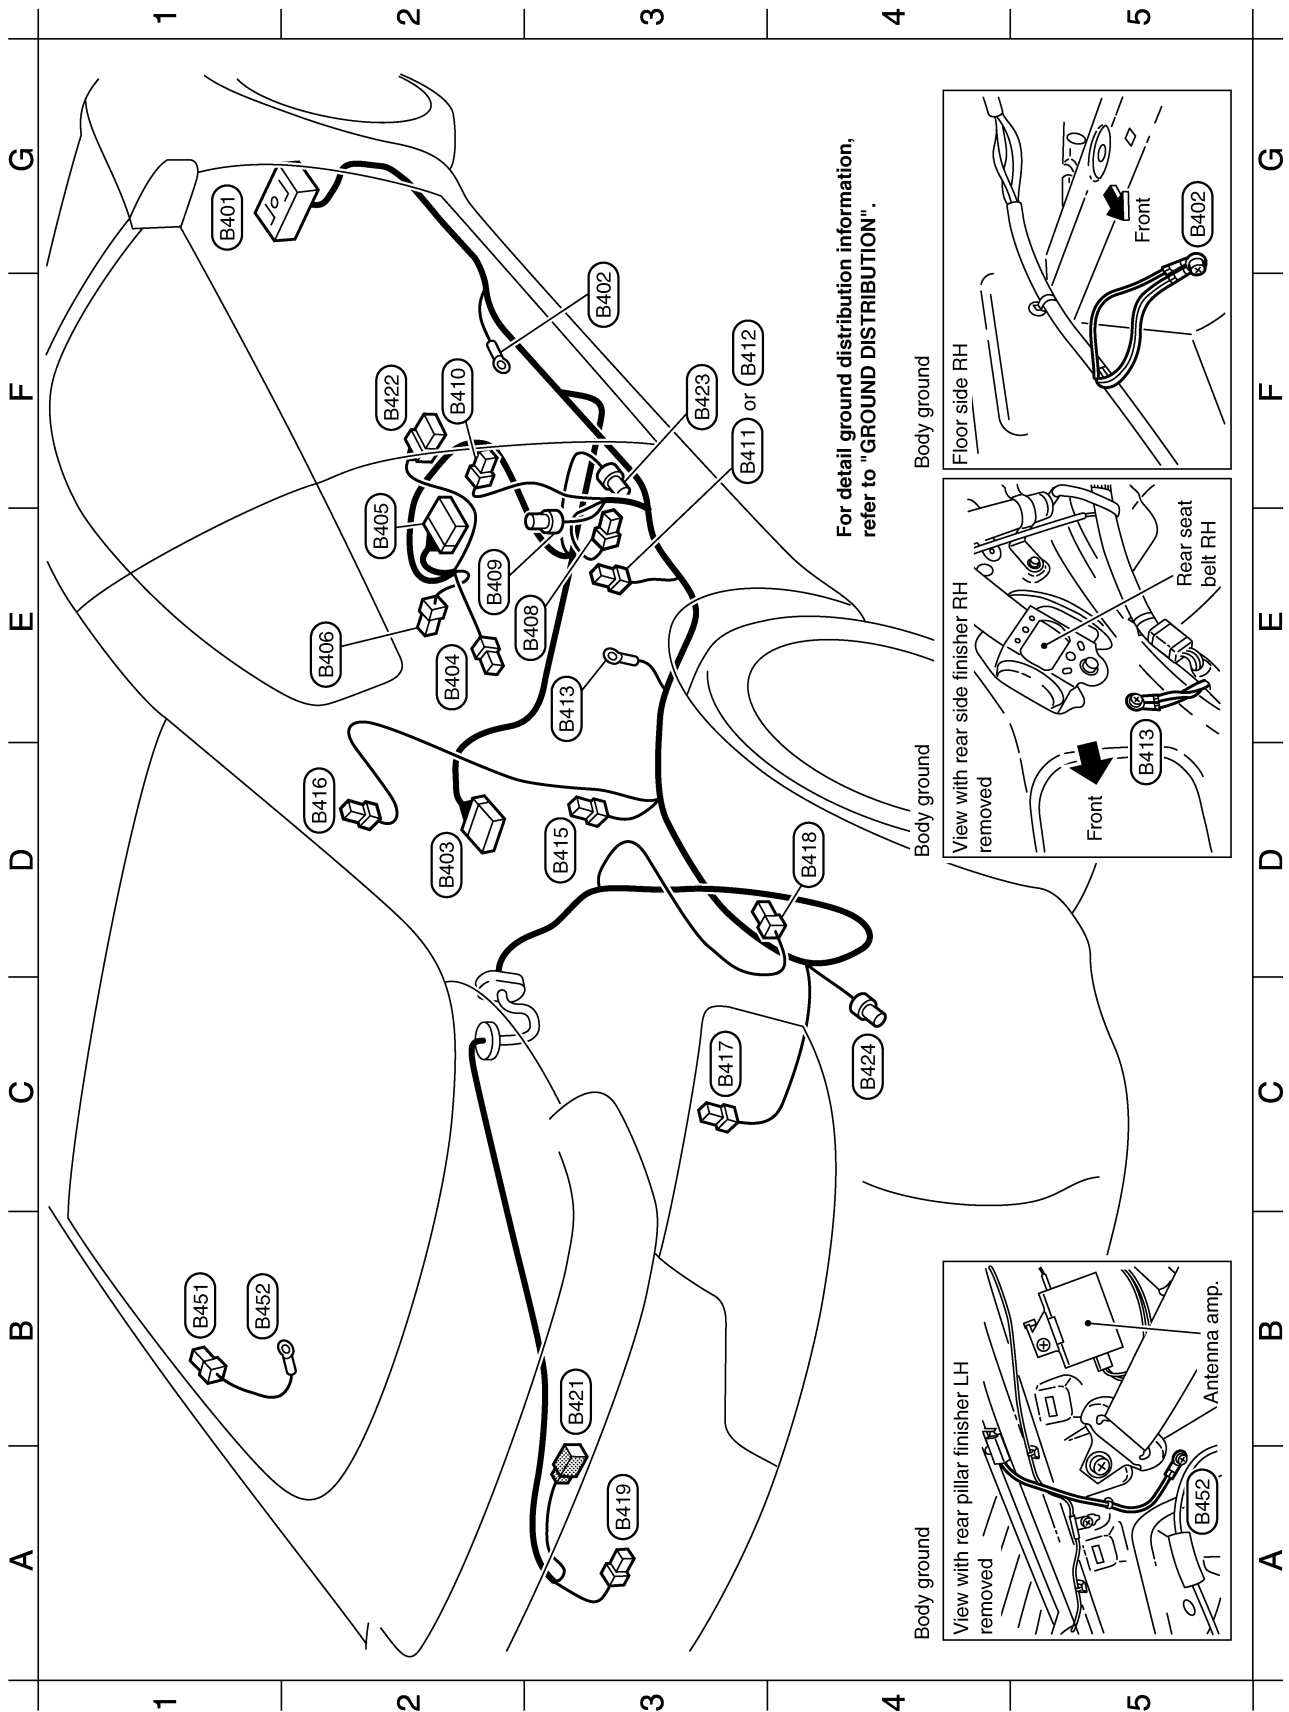 1
2
3
4
5
G
F
E
D
C
B
A
B401
B402
B422
B410
B423
B411 or B412
B405
B409
B408
B406
B404
B413
B416
B403
B415
B418
B417
B424
B451
B452
B421
B419
For detail ground distribution information,
refer to "GROUND DISTRIBUTION".
Body ground
View with rear pillar finisher LH
removed
Antenna amp.
B452
Body ground
View with rear side finisher RH
removed
Rear seat
belt RH
Front
B413
Body ground
Floor side RH
Front
B402
G
F
E
D
C
B
A
1
2
3
4
5